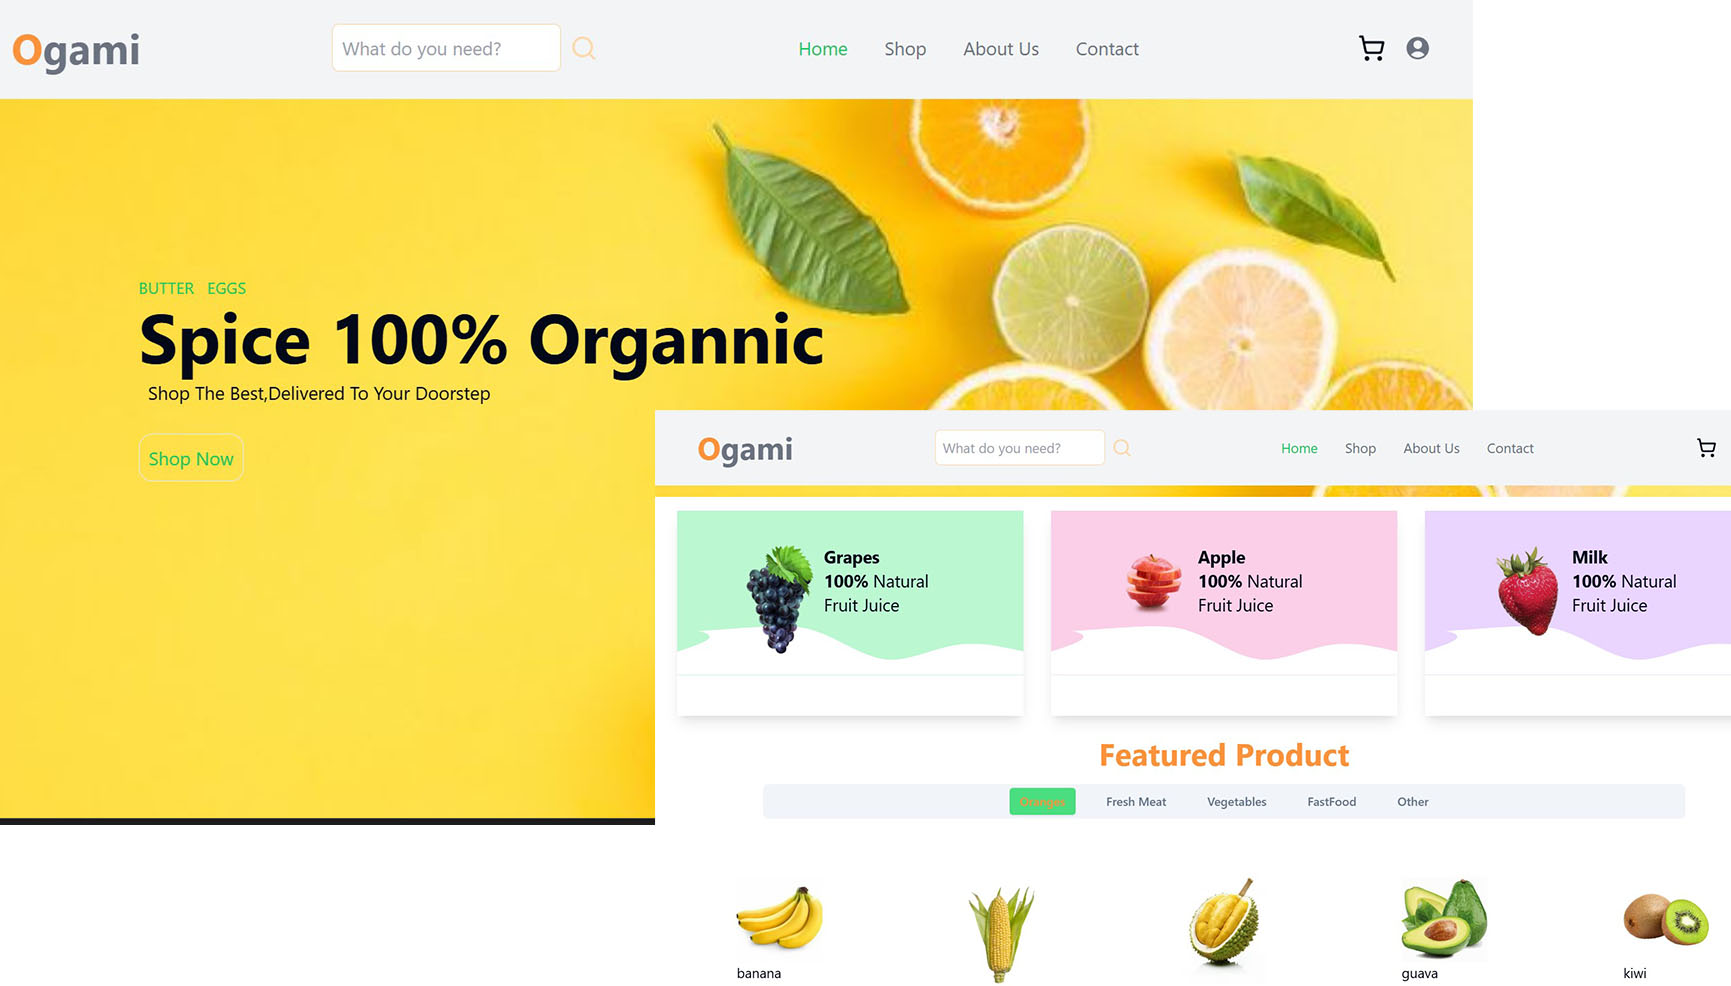 Ogami
What do you need?
Home Shop About Us Contact
BUTTER EGGS
Spice 100% Organnic
Shop The Best,Delivered To Your Doorstep
Shop Now
Ogami
What do you need?
Home Shop About Us Contact
Grapes
100% Natural
Fruit Juice
Apple
100% Natural
Fruit Juice
Milk
100% Natural
Fruit Juice
Featured Product
Oranges Fresh Meat Vegetables FastFood Other
banana
guava
kiwi